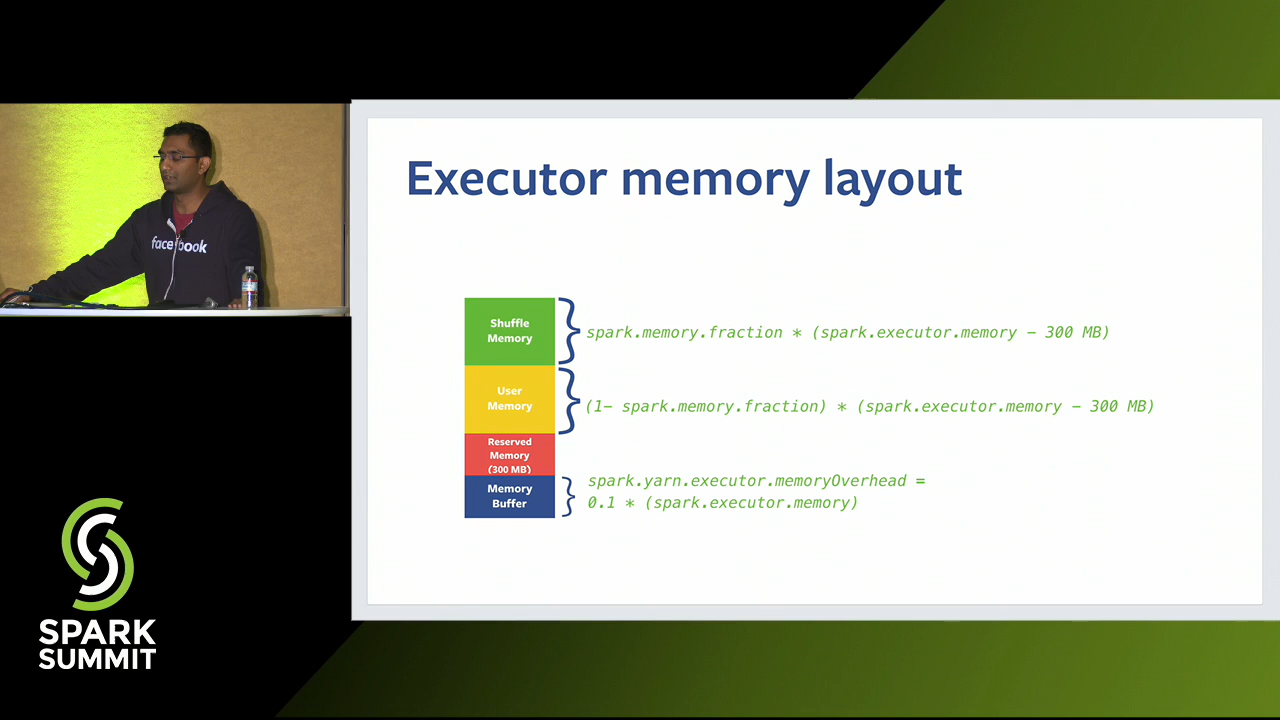 Executor memory layout
Shuffle
Memory
spark.memory.fraction * (spark.executor.memory - 300 MB)
User
Memory
(1- spark.memory.fraction) * (spark.executor.memory - 300 MB)
Reserved
Memory
(300 MB)
Memory
Buffer
spark.yarn.executor.memoryOverhead =
0.1 * (spark.executor.memory)
facebook
SPARK
SUMMIT